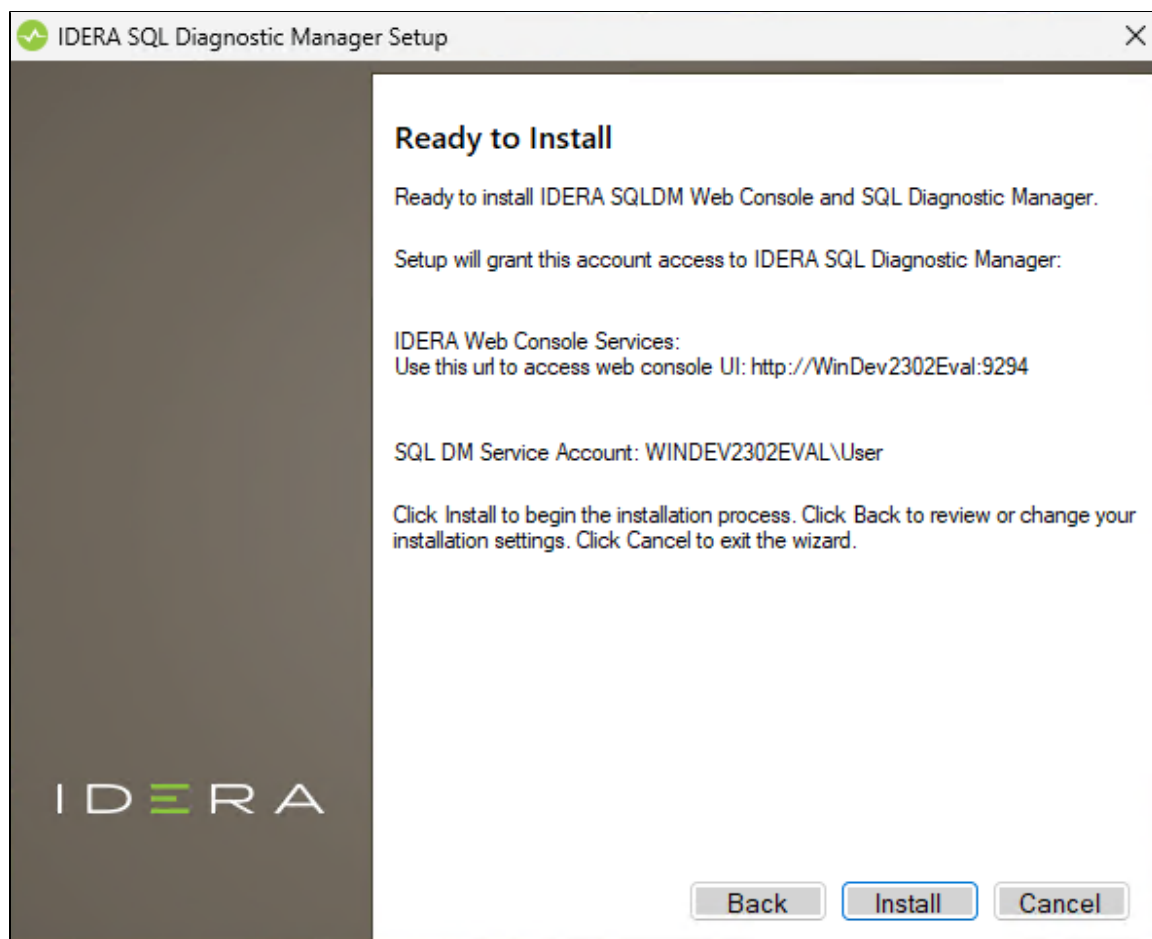 IDERA SQL Diagnostic Manager Setup
Ready to Install
Ready to install IDERA SQLDM Web Console and SQL Diagnostic Manager.
Setup will grant this account access to IDERA SQL Diagnostic Manager:
IDERA Web Console Services:
Use this url to access web console UI: http://WinDev2302Eval:9294
SQL DM Service Account: WINDEV2302EVAL\User
Click Install to begin the installation process. Click Back to review or change your
installation settings. Click Cancel to exit the wizard.
IDERA
Back Install Cancel